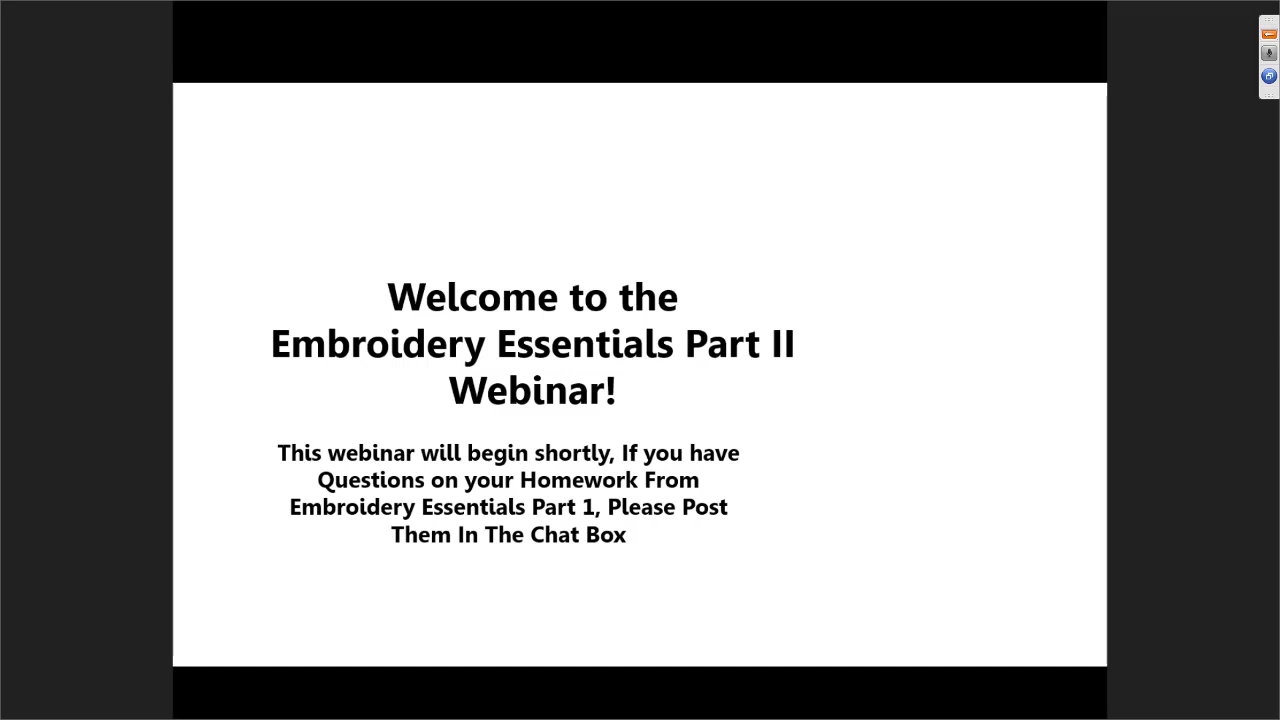 Welcome to the
Embroidery Essentials Part II
Webinar!
This webinar will begin shortly, If you have
Questions on your Homework From
Embroidery Essentials Part 1, Please Post
Them In The Chat Box